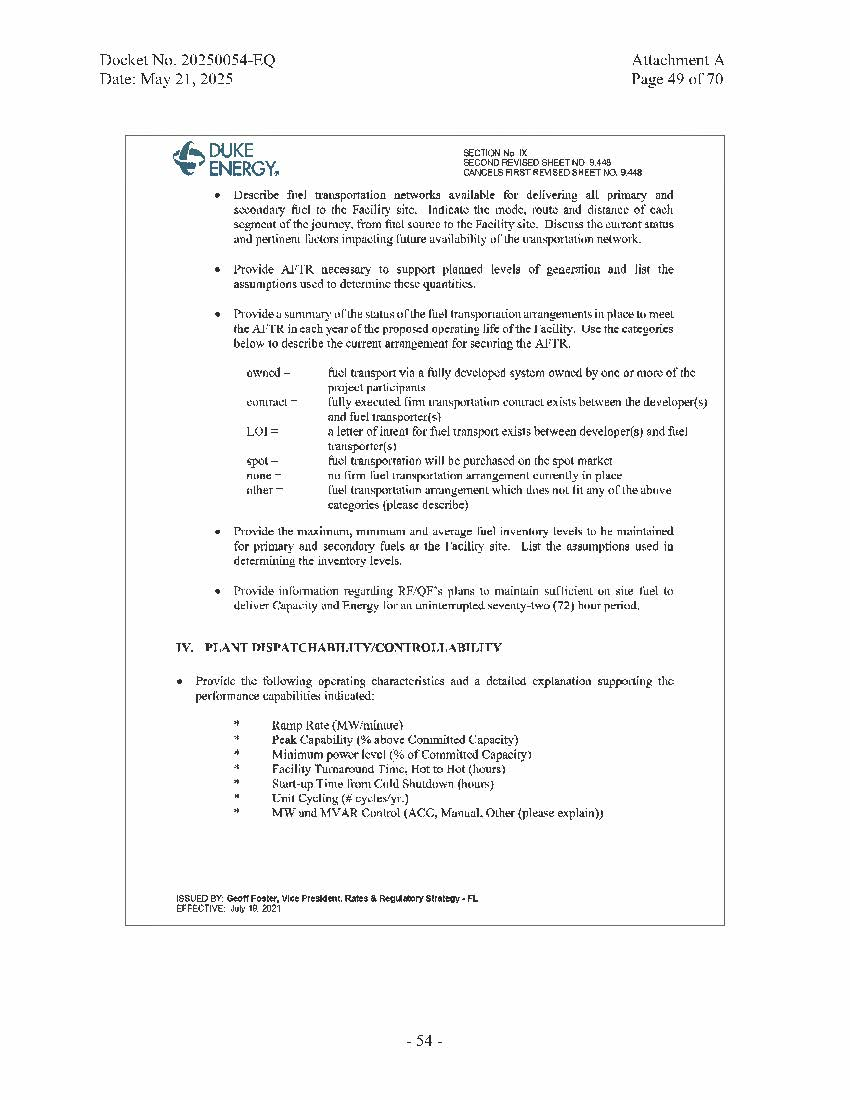 Docket No. 20250054-EQ
Attachment A
Date: May 21, 2025
Page 49 of 70
DUKE
ENERGY®
SECTION No. IX
SECOND REVISED SHEET NO. 9.448
CANCELS FIRST REVISED SHEET NO. 9.448
• Describe fuel transportation networks available for delivering all primary and
secondary fuel to the Facility site. Indicate the mode, route and distance of each
segment of the journey, from fuel source to the Facility site. Discuss the current status
and pertinent factors impacting future availability of the transportation network.
• Provide AFTR necessary to support planned levels of generation and list the
assumptions used to determine these quantities.
• Provide a summary of the status of the fuel transportation arrangements in place to meet
the AFTR in each year of the proposed operating life of the Facility. Use the categories
below to describe the current arrangement for securing the AFTR.
owned = fuel transport via a fully developed system owned by one or more of the
project participants
contract = fully executed firm transportation contract exists between the developer(s)
and fuel transporter(s)
LOI = a letter of intent for fuel transport exists between developer(s) and fuel
transporter(s)
spot = fuel transportation will be purchased on the spot market
none = no firm fuel transportation arrangement currently in place
other = fuel transportation arrangement which does not fit any of the above
categories (please describe)
• Provide the maximum, minimum and average fuel inventory levels to be maintained
for primary and secondary fuels at the Facility site. List the assumptions used in
determining the inventory levels.
• Provide information regarding RF/QF's plans to maintain sufficient on site fuel to
deliver Capacity and Energy for an uninterrupted seventy-two (72) hour period.
IV. PLANT DISPATCHABILITY/CONTROLLABILITY
• Provide the following operating characteristics and a detailed explanation supporting the
performance capabilities indicated:
* Ramp Rate (MW/minute)
* Peak Capability (% above Committed Capacity)
* Minimum power level (% of Committed Capacity)
* Facility Turnaround Time, Hot to Hot (hours)
* Start-up Time from Cold Shutdown (hours)
* Unit Cycling (# cycles/yr.)
* MW and MVAR Control (AGC, Manual, Other (please explain))
ISSUED BY: Geoff Foster, Vice President, Rates & Regulatory Strategy - FL
EFFECTIVE: July 19, 2021
- 54 -